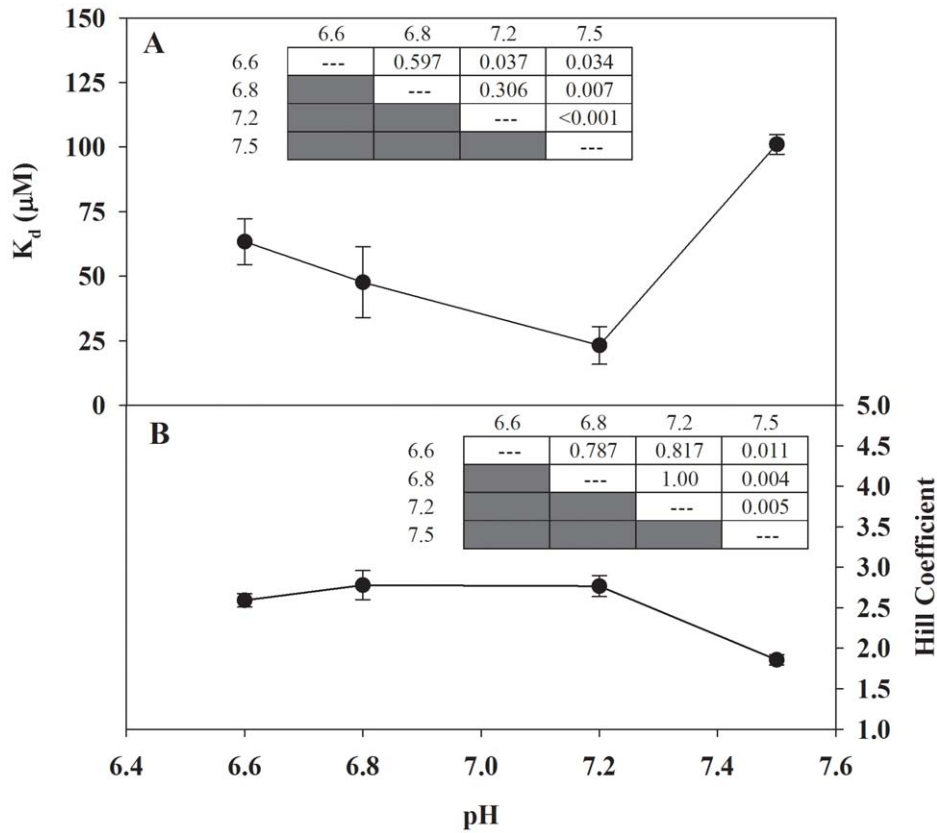 A
150
125
100
75
50
25
0
K_d (μM)
6.6 6.8 7.2 7.5
6.6 --- 0.597 0.037 0.034
6.8 --- 0.306 0.007
7.2 --- <0.001
7.5 ---
B
6.6 6.8 7.2 7.5
6.6 --- 0.787 0.817 0.011
6.8 --- 1.00 0.004
7.2 --- 0.005
7.5 ---
5.0
4.5
4.0
3.5
3.0
2.5
2.0
1.5
1.0
Hill Coefficient
6.4 6.6 6.8 7.0 7.2 7.4 7.6
pH